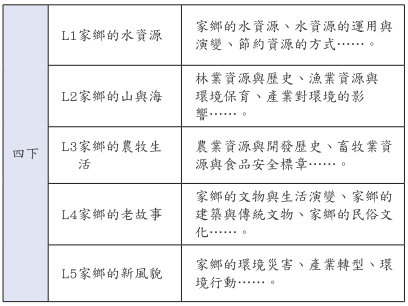 四下
L1家鄉的水資源
家鄉的水資源、水資源的運用與
演變、節約資源的方式……。
L2家鄉的山與海
林業資源與歷史、漁業資源與
環境保育、產業對環境的影
響……。
L3家鄉的農牧生
活
農業資源與開發歷史、畜牧業資
源與食品安全標章……。
L4家鄉的老故事
家鄉的文物與生活演變、家鄉的
建築與傳統文物、家鄉的民俗文
化……。
L5家鄉的新風貌
家鄉的環境災害、產業轉型、環
境行動……。